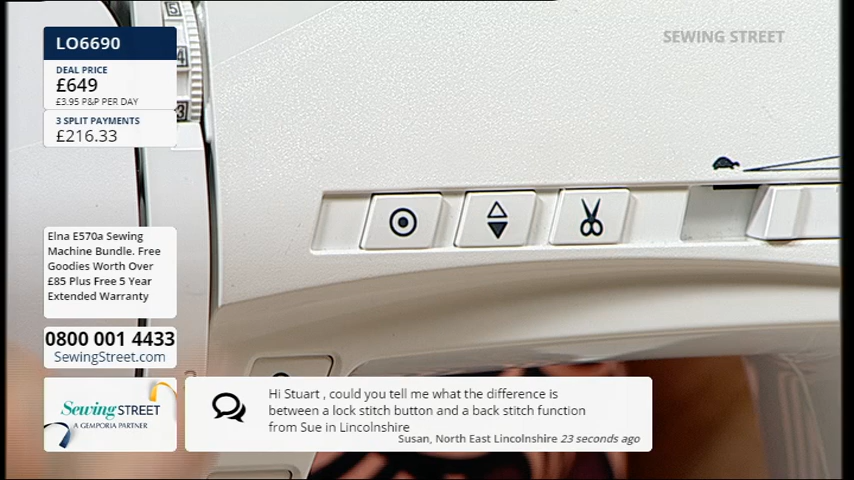 LO6690
DEAL PRICE
£649
£3.95 P&P PER DAY
3 SPLIT PAYMENTS
£216.33
5
4
3
SEWING STREET
Elna E570a Sewing
Machine Bundle. Free
Goodies Worth Over
£85 Plus Free 5 Year
Extended Warranty
0800 001 4433
SewingStreet.com
Sewing STREET
A GEMPORIA PARTNER
Hi Stuart , could you tell me what the difference is
between a lock stitch button and a back stitch function
from Sue in Lincolnshire
Susan, North East Lincolnshire 23 seconds ago